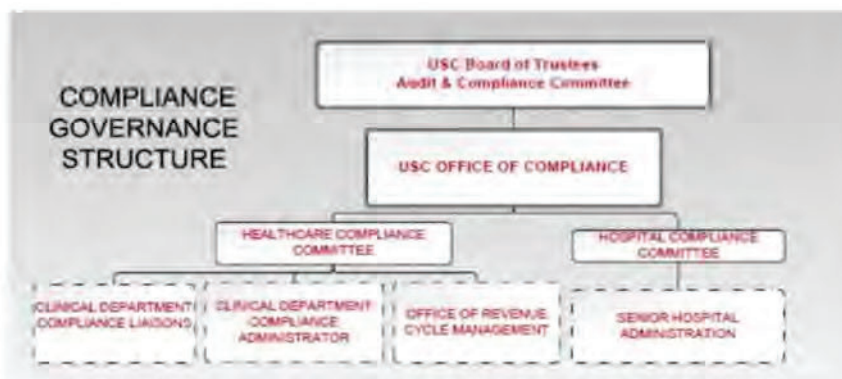 COMPLIANCE
GOVERNANCE
STRUCTURE
USC Board of Trustees
Audit & Compliance Committee
USC OFFICE OF COMPLIANCE
HEALTHCARE COMPLIANCE
COMMITTEE
HOSPITAL COMPLIANCE
COMMITTEE
CLINICAL DEPARTMENT
COMPLIANCE LIAISONS
CLINICAL DEPARTMENT
COMPLIANCE
ADMINISTRATOR
OFFICE OF REVENUE
CYCLE MANAGEMENT
SENIOR HOSPITAL
ADMINISTRATION